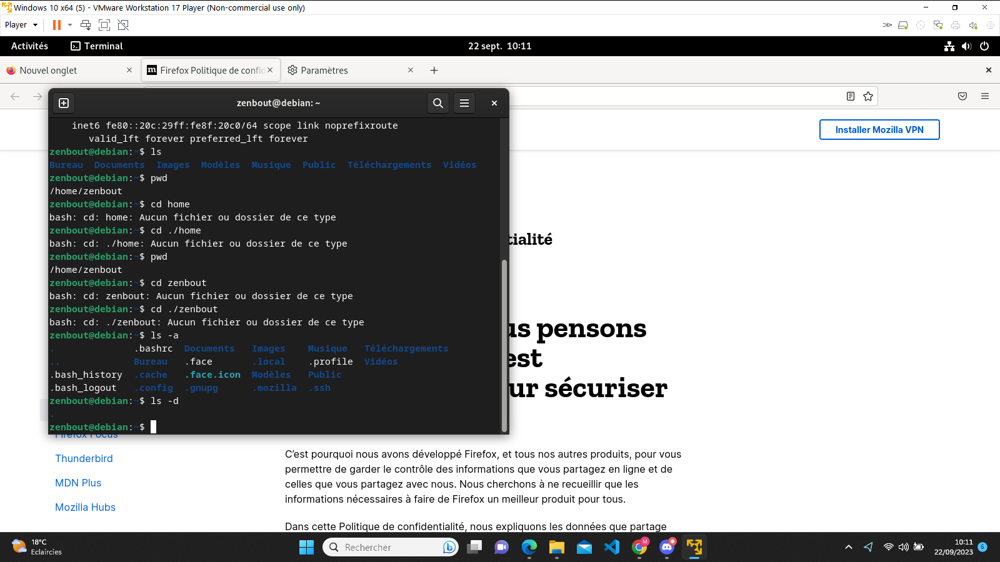 Windows 10 x64 (5) - VMware Workstation 17 Player (Non-commercial use only)
Player
Activités
Terminal
22 sept. 10:11
Nouvel onglet
Firefox Politique de confid
Paramètres
zenbout@debian: ~
Installer Mozilla VPN
inet6 fe80::20c:29ff:fe8f:20c0/64 scope link noprefixroute
valid_lft forever preferred_lft forever
zenbout@debian:~$ ls
Bureau Documents Images Modèles Musique Public Téléchargements Vidéos
zenbout@debian:~$ pwd
/home/zenbout
zenbout@debian:~$ cd home
bash: cd: home: Aucun fichier ou dossier de ce type
zenbout@debian:~$ cd ./home
bash: cd: ./home: Aucun fichier ou dossier de ce type
zenbout@debian:~$ pwd
/home/zenbout
zenbout@debian:~$ cd zenbout
bash: cd: zenbout: Aucun fichier ou dossier de ce type
zenbout@debian:~$ cd ./zenbout
bash: cd: ./zenbout: Aucun fichier ou dossier de ce type
zenbout@debian:~$ ls -a
. .bashrc Documents Images Musique Téléchargements
.. Bureau .face .local .profile Vidéos
.bash_history .cache .face.icon Modèles Public
.bash_logout .config .gnupg .mozilla .ssh
zenbout@debian:~$ ls -d
.
zenbout@debian:~$
tialité
us pensons
est
ur sécuriser
Firefox Focus
Thunderbird
MDN Plus
Mozilla Hubs
C’est pourquoi nous avons développé Firefox, et tous nos autres produits, pour vous
permettre de garder le contrôle des informations que vous partagez en ligne et de
celles que vous partagez avec nous. Nous cherchons à ne recueillir que les
informations nécessaires à faire de Firefox un meilleur produit pour tous.
Dans cette Politique de confidentialité, nous expliquons les données que partage
18°C
Eclaircies
Rechercher
M
10:11
22/09/2023
6